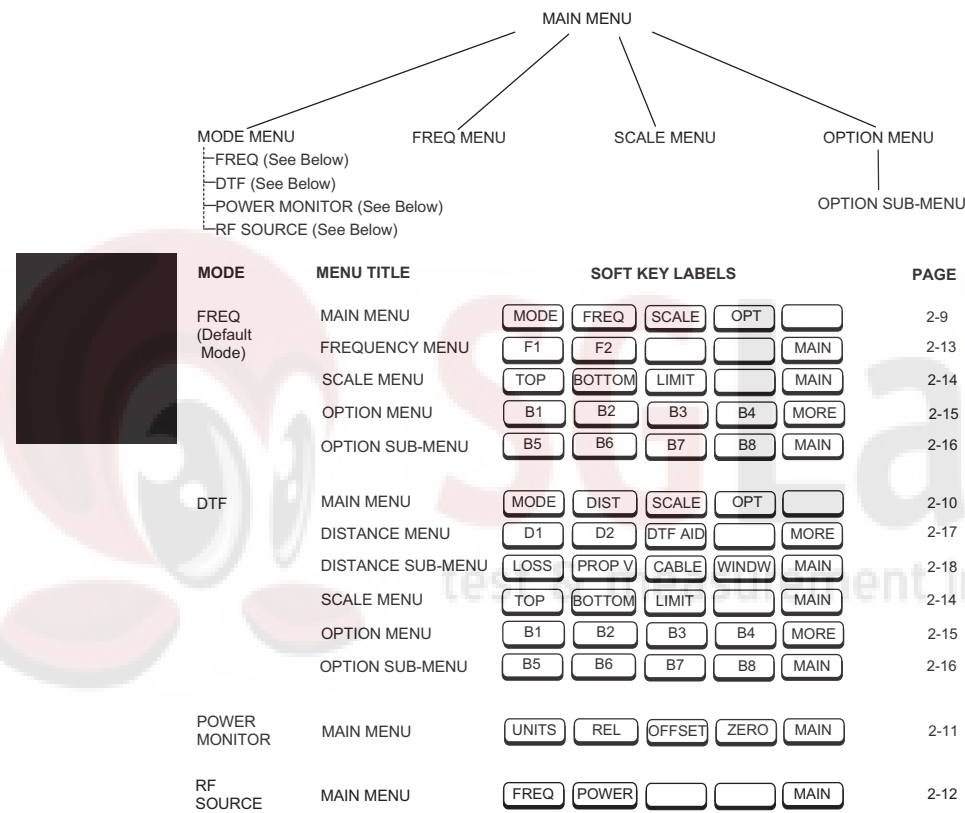 MAIN MENU
MODE MENU FREQ MENU SCALE MENU OPTION MENU
FREQ (See Below)
DTF (See Below)
POWER MONITOR (See Below)
RF SOURCE (See Below)
OPTION SUB-MENU
MODE MENU TITLE SOFT KEY LABELS PAGE
FREQ (Default Mode) MAIN MENU MODE FREQ SCALE OPT 2-9
FREQUENCY MENU F1 F2 MAIN 2-13
SCALE MENU TOP BOTTOM LIMIT MAIN 2-14
OPTION MENU B1 B2 B3 B4 MORE 2-15
OPTION SUB-MENU B5 B6 B7 B8 MAIN 2-16
DTF MAIN MENU MODE DIST SCALE OPT 2-10
DISTANCE MENU D1 D2 DTF AID MORE 2-17
DISTANCE SUB-MENU LOSS PROP V CABLE WINDW MAIN 2-18
SCALE MENU TOP BOTTOM LIMIT MAIN 2-14
OPTION MENU B1 B2 B3 B4 MORE 2-15
OPTION SUB-MENU B5 B6 B7 B8 MAIN 2-16
POWER MONITOR MAIN MENU UNITS REL OFFSET ZERO MAIN 2-11
RF SOURCE MAIN MENU FREQ POWER MAIN 2-12
SGLa
test & measurement